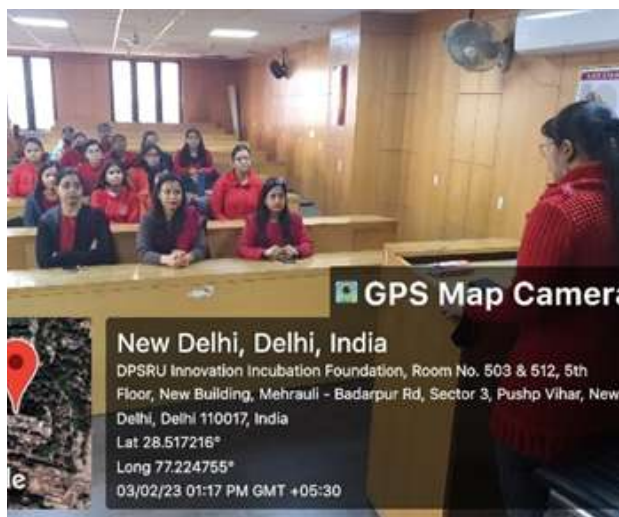 GPS Map Camera
New Delhi, Delhi, India
DPSRU Innovation Incubation Foundation, Room No. 503 & 512, 5th
Floor, New Building, Mehrauli - Badarpur Rd, Sector 3, Pushp Vihar, New
Delhi, Delhi 110017, India
Lat 28.517216°
Long 77.224755°
03/02/23 01:17 PM GMT +05:30
le